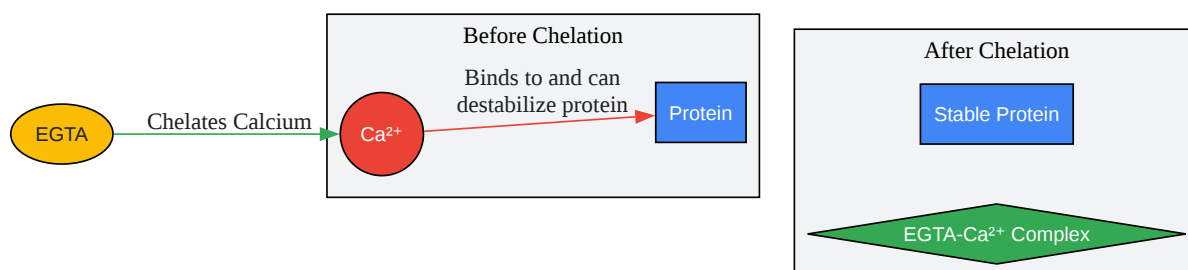 Before Chelation
After Chelation
Binds to and can
destabilize protein
EGTA
Chelates Calcium
Ca²⁺
Protein
Stable Protein
EGTA-Ca²⁺ Complex